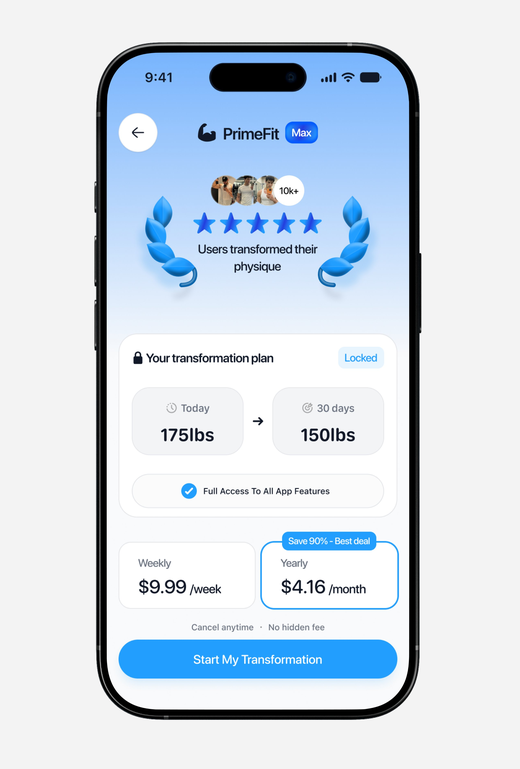 9:41
PrimeFit Max
10k+
Users transformed their
physique
Your transformation plan Locked
Today
175lbs
30 days
150lbs
Full Access To All App Features
Save 90% - Best deal
Weekly
$9.99 /week
Yearly
$4.16 /month
Cancel anytime · No hidden fee
Start My Transformation